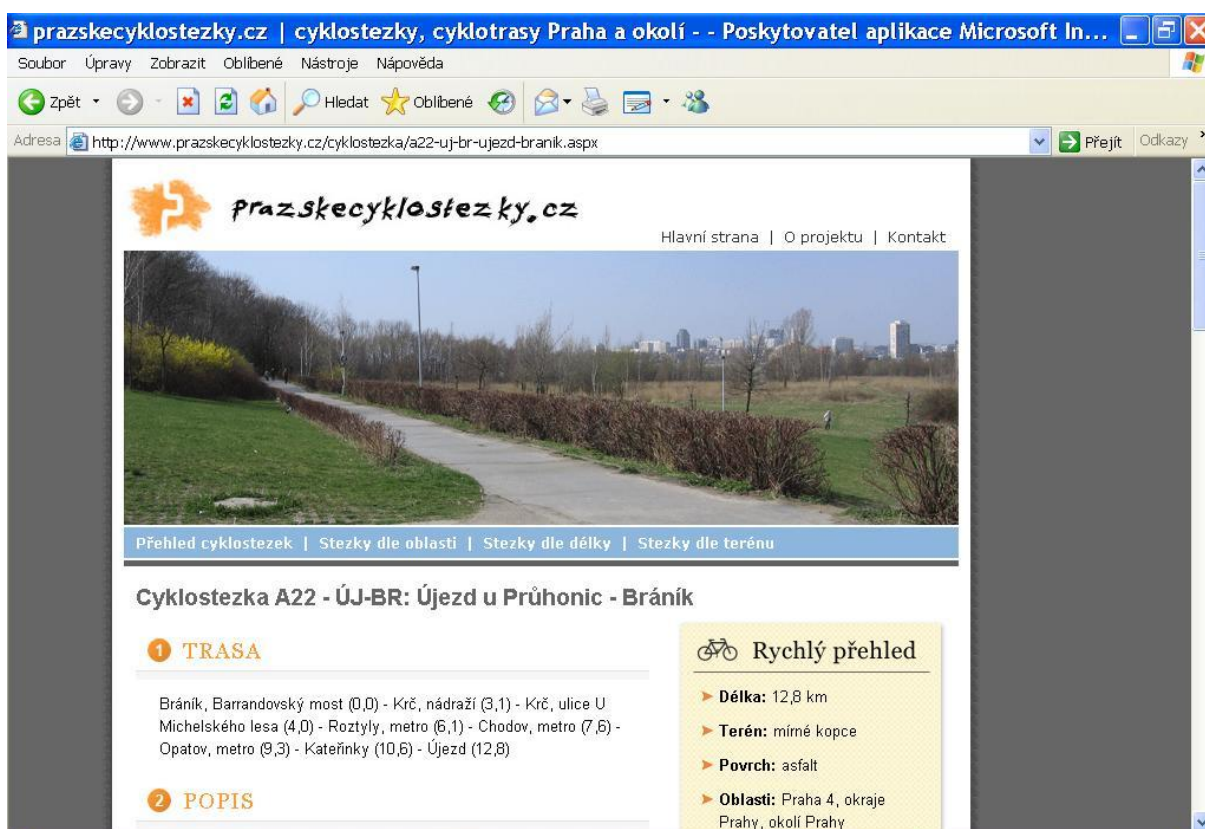 prazskecyklostezky.cz | cyklostezky, cyklotrasy Praha a okolí - - Poskytovatel aplikace Microsoft In...
Soubor Úpravy Zobrazit Oblíbené Nástroje Nápověda
Zpět Hledat Oblíbené
Adresa http://www.prazskecyklostezky.cz/cyklostezka/a22-uj-br-ujezd-branik.aspx Přejít Odkazy
prazskecyklostezky.cz
Hlavní strana | O projektu | Kontakt
Přehled cyklostezek | Stezky dle oblasti | Stezky dle délky | Stezky dle terénu
Cyklostezka A22 - ÚJ-BR: Újezd u Průhonic - Bráník
1 TRASA
Bráník, Barrandovský most (0,0) - Krč, nádraží (3,1) - Krč, ulice U
Michelského lesa (4,0) - Roztyly, metro (6,1) - Chodov, metro (7,6) -
Opatov, metro (9,3) - Kateřinky (10,6) - Újezd (12,8)
2 POPIS
Rychlý přehled
Délka: 12,8 km
Terén: mírné kopce
Povrch: asfalt
Oblasti: Praha 4, okraje
Prahy, okolí Prahy